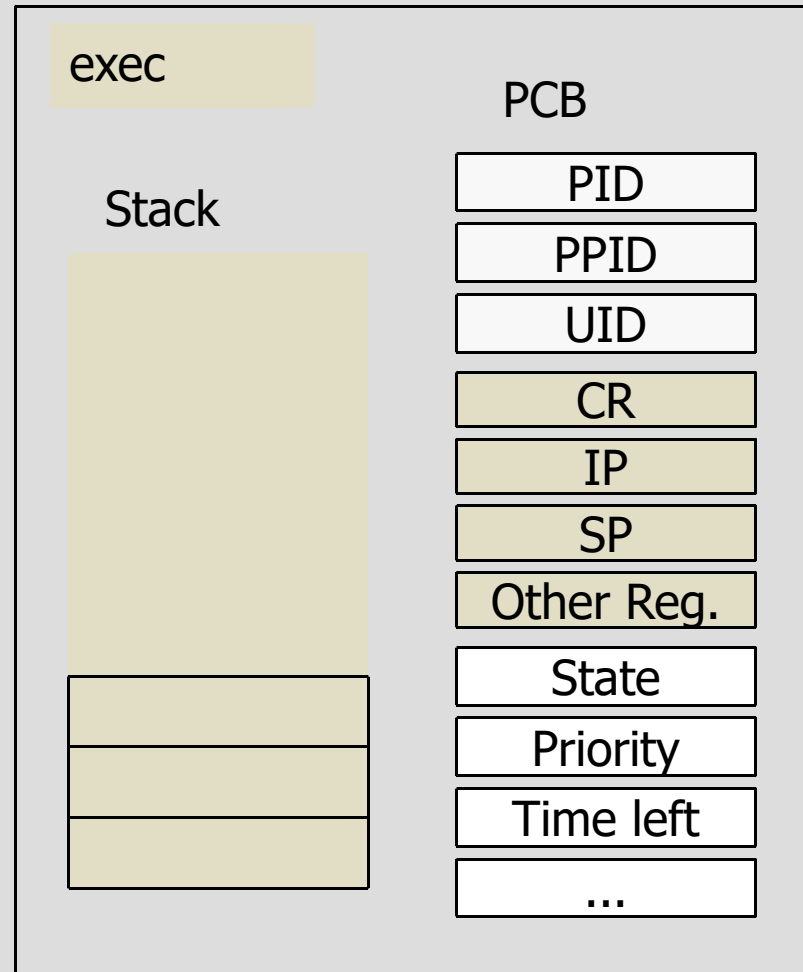 exec
Stack
PCB
PID
PPID
UID
CR
IP
SP
Other Reg.
State
Priority
Time left
...